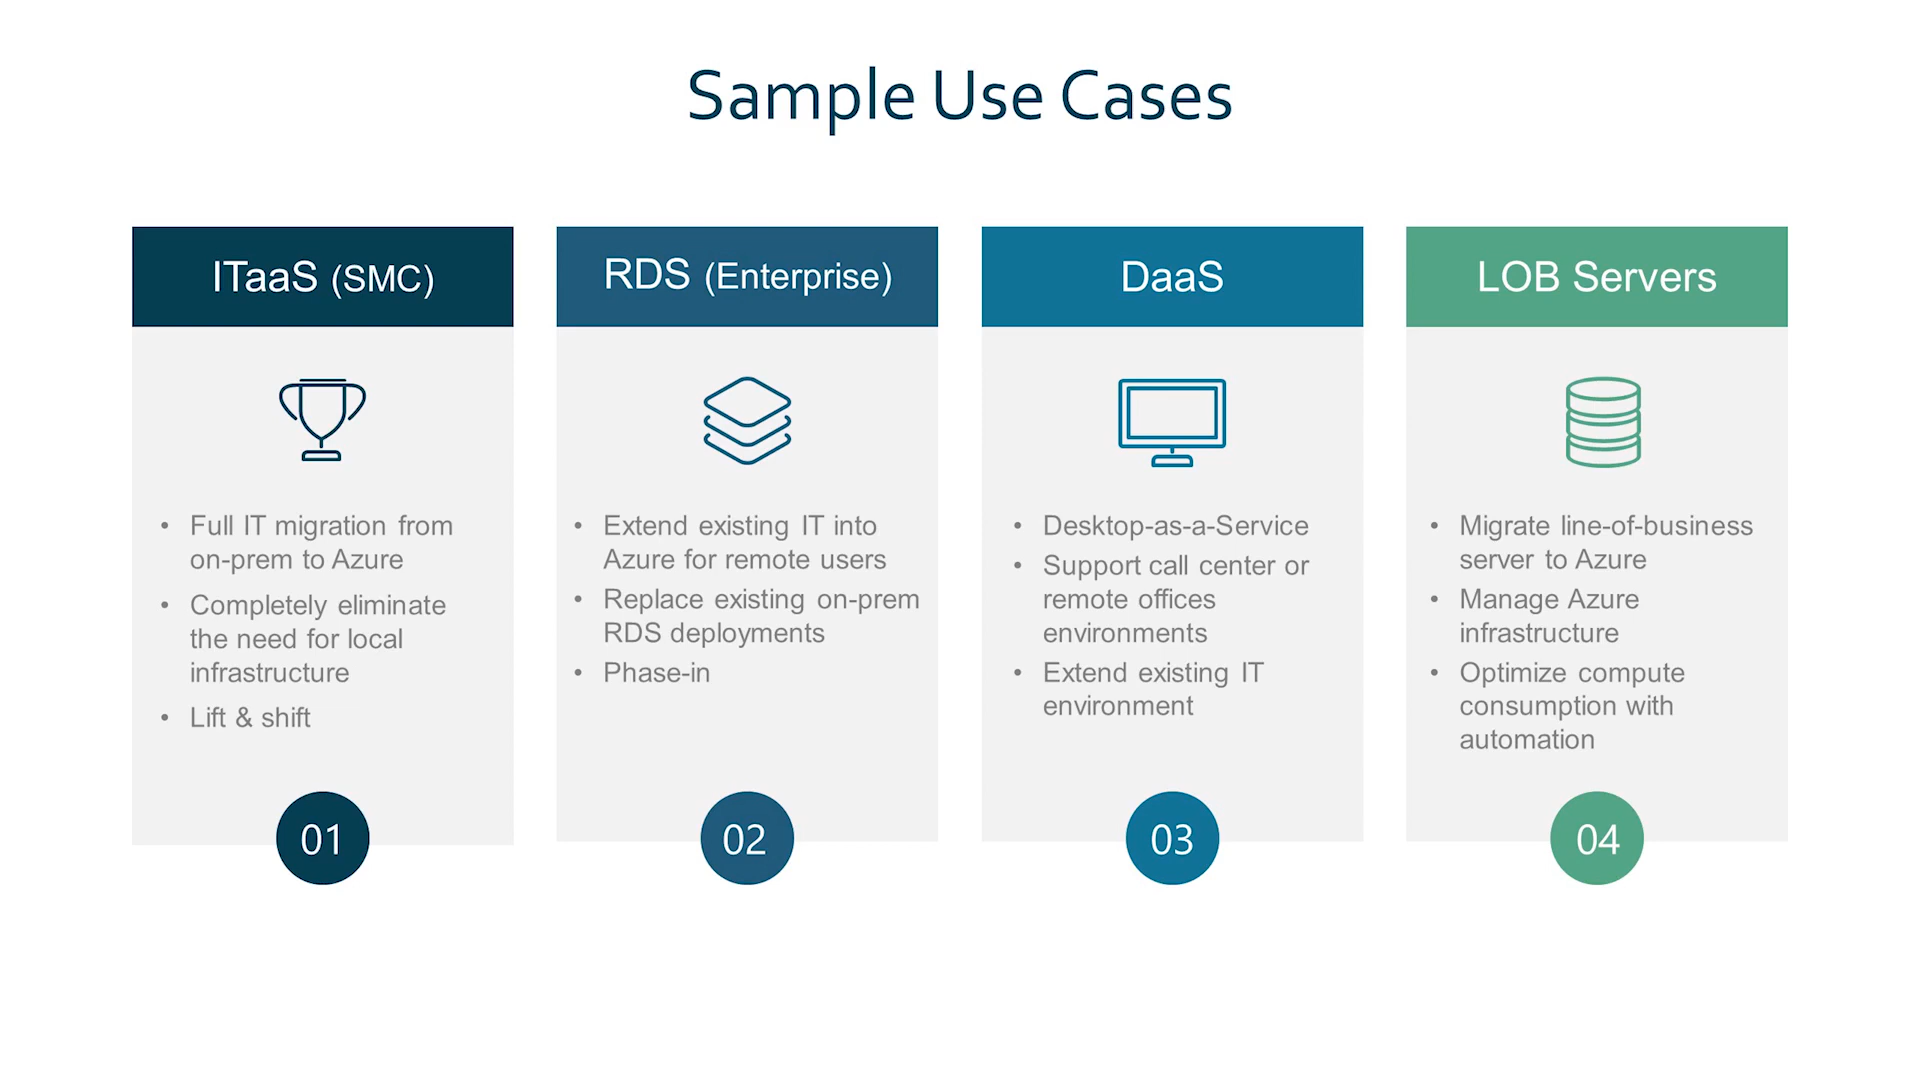 Sample Use Cases
ITaaS (SMC)
• Full IT migration from
on-prem to Azure
• Completely eliminate
the need for local
infrastructure
• Lift & shift
01
RDS (Enterprise)
• Extend existing IT into
Azure for remote users
• Replace existing on-prem
RDS deployments
• Phase-in
02
DaaS
• Desktop-as-a-Service
• Support call center or
remote offices
environments
• Extend existing IT
environment
03
LOB Servers
• Migrate line-of-business
server to Azure
• Manage Azure
infrastructure
• Optimize compute
consumption with
automation
04